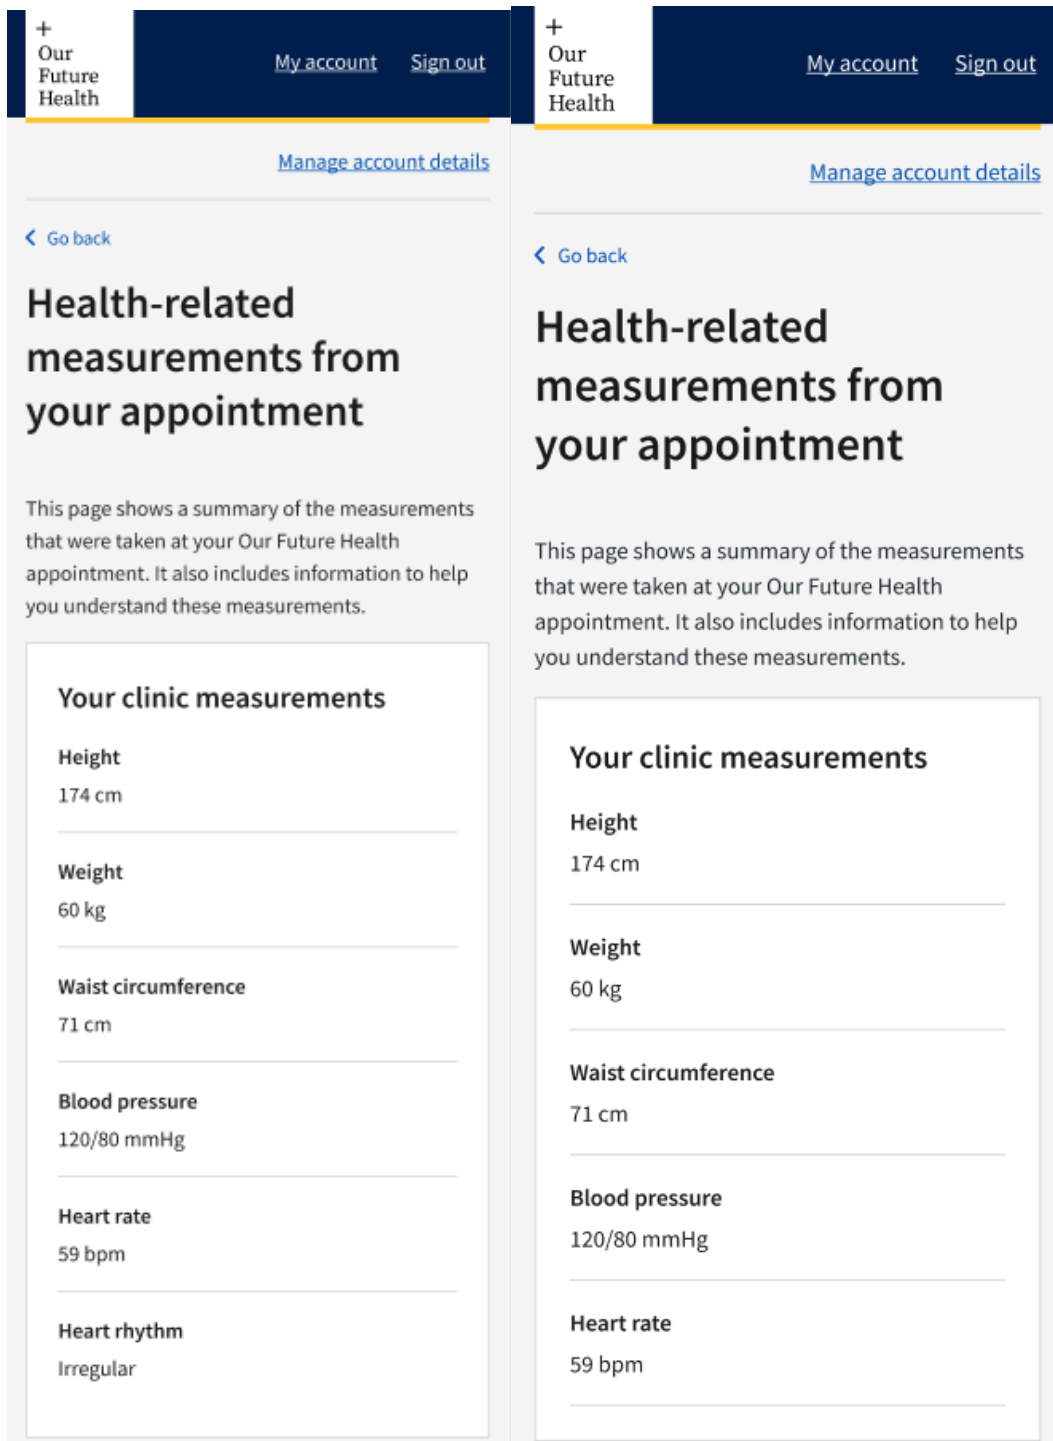 +
Our
Future
Health
My account
Sign out
Manage account details
Go back
Health-related
measurements from
your appointment
This page shows a summary of the measurements
that were taken at your Our Future Health
appointment. It also includes information to help
you understand these measurements.
Your clinic measurements
Height
174 cm
Weight
60 kg
Waist circumference
71 cm
Blood pressure
120/80 mmHg
Heart rate
59 bpm
Heart rhythm
Irregular
+
Our
Future
Health
My account
Sign out
Manage account details
Go back
Health-related
measurements from
your appointment
This page shows a summary of the measurements
that were taken at your Our Future Health
appointment. It also includes information to help
you understand these measurements.
Your clinic measurements
Height
174 cm
Weight
60 kg
Waist circumference
71 cm
Blood pressure
120/80 mmHg
Heart rate
59 bpm